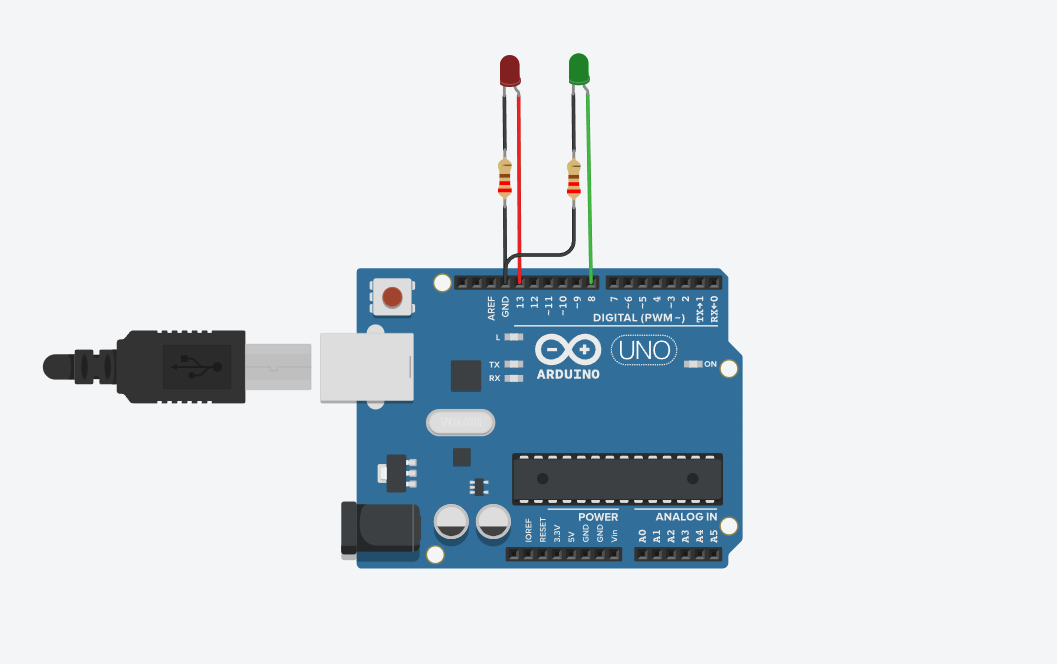 AREF
GND
13
12
~11
~10
~9
8
7
~6
~5
4
~3
2
TX→1
RX←0
DIGITAL (PWM~)
L
TX
RX
UNO
ON
ARDUINO
POWER
ANALOG IN
IOREF
RESET
3.3V
5V
GND
GND
Vin
A0
A1
A2
A3
A4
A5